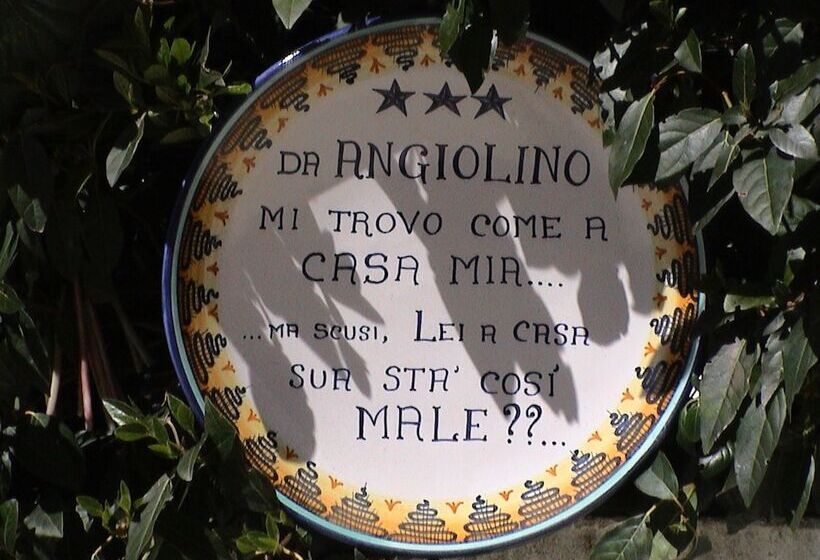 DA ANGIOLINO
MI TROVO COME A
CASA MIA....
...MA SCUSI, LEI A CASA
SUA STA' COSÍ
MALE ??...